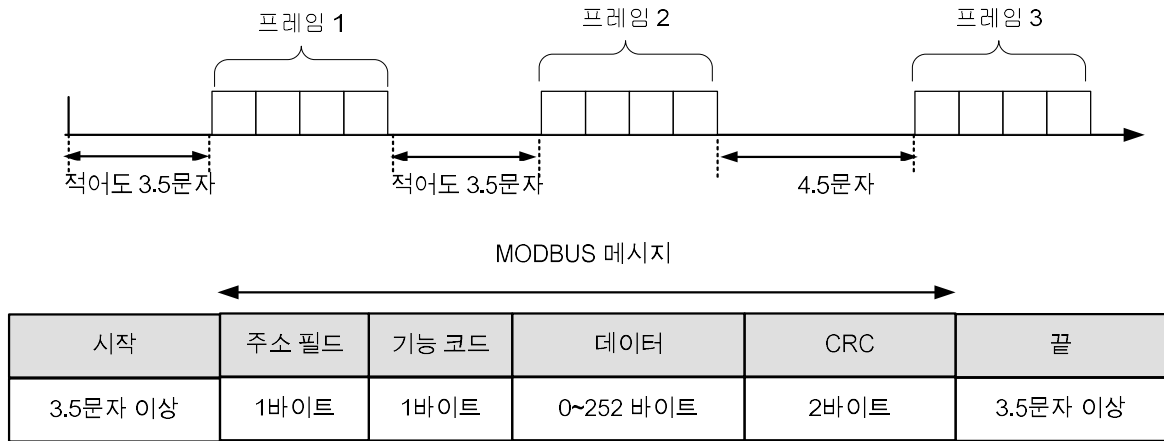 프레임 1
프레임 2
프레임 3
적어도 3.5문자
적어도 3.5문자
4.5문자
MODBUS 메시지
시작 주소 필드 기능 코드 데이터 CRC 끝
3.5문자 이상 1바이트 1바이트 0~252 바이트 2바이트 3.5문자 이상